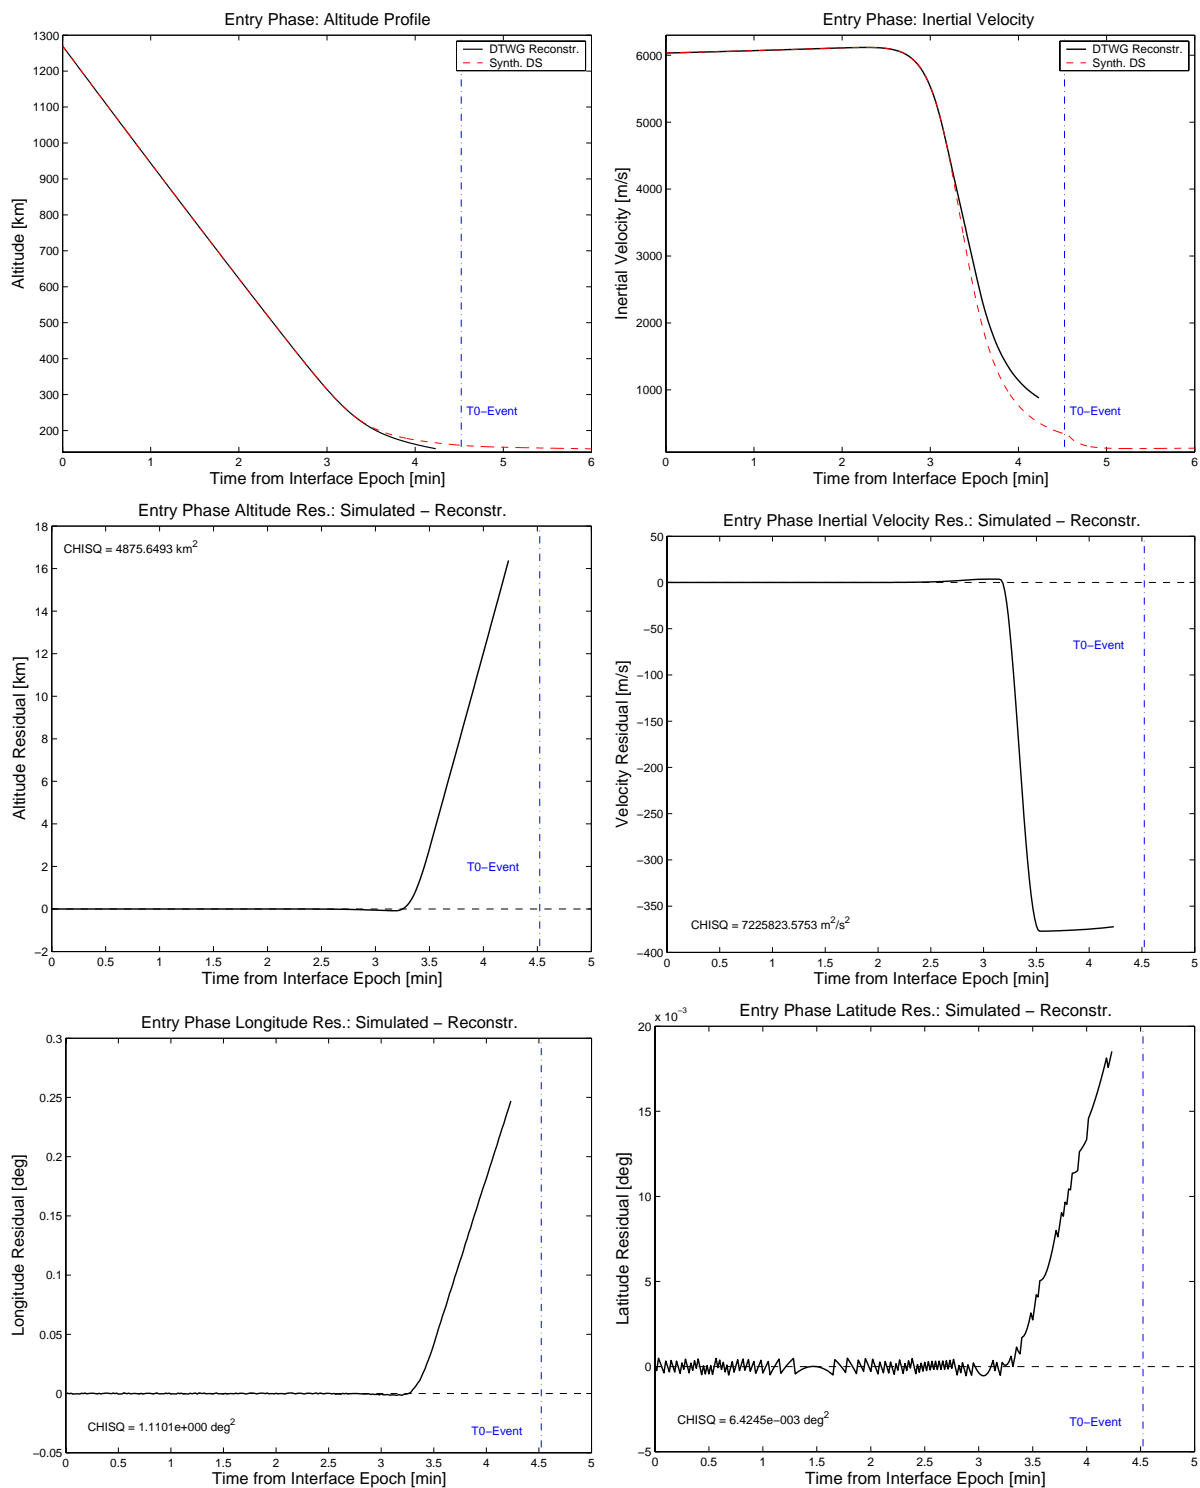 Entry Phase: Altitude Profile
1300
1200
1100
1000
900
800
700
600
500
400
300
200
0 1 2 3 4 5 6
Altitude [km]
Time from Interface Epoch [min]
DTWG Reconstr.
Synth. DS
T0−Event
Entry Phase: Inertial Velocity
6000
5000
4000
3000
2000
1000
0 1 2 3 4 5 6
Inertial Velocity [m/s]
Time from Interface Epoch [min]
DTWG Reconstr.
Synth. DS
T0−Event
Entry Phase Altitude Res.: Simulated − Reconstr.
CHISQ = 4875.6493 km²
18
16
14
12
10
8
6
4
2
0
−2
0 0.5 1 1.5 2 2.5 3 3.5 4 4.5 5
Altitude Residual [km]
Time from Interface Epoch [min]
T0−Event
Entry Phase Inertial Velocity Res.: Simulated − Reconstr.
50
0
−50
−100
−150
−200
−250
−300
−350
−400
0 0.5 1 1.5 2 2.5 3 3.5 4 4.5 5
Velocity Residual [m/s]
Time from Interface Epoch [min]
T0−Event
CHISQ = 7225823.5753 m²/s²
Entry Phase Longitude Res.: Simulated − Reconstr.
0.3
0.25
0.2
0.15
0.1
0.05
0
−0.05
0 0.5 1 1.5 2 2.5 3 3.5 4 4.5 5
Longitude Residual [deg]
Time from Interface Epoch [min]
CHISQ = 1.1101e+000 deg²
T0−Event
Entry Phase Latitude Res.: Simulated − Reconstr.
x 10⁻³
20
15
10
5
0
−5
0 0.5 1 1.5 2 2.5 3 3.5 4 4.5 5
Latitude Residual [deg]
Time from Interface Epoch [min]
CHISQ = 6.4245e−003 deg²
T0−Event